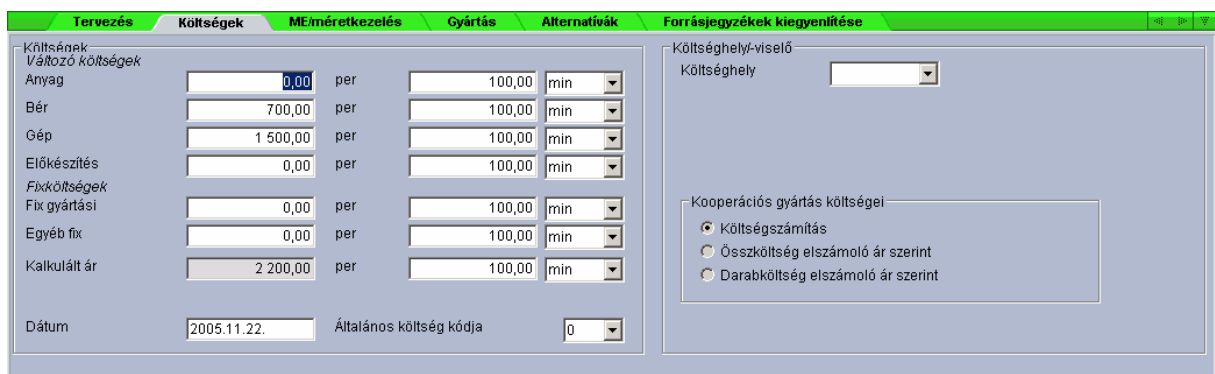 Tervezés Költségek ME/méretkezelés Gyártás Alternatívák Forrásjegyzékek kiegyenlítése
Költségek
Változó költségek
Anyag 0,00 per 100,00 min
Bér 700,00 per 100,00 min
Gép 1 500,00 per 100,00 min
Előkészítés 0,00 per 100,00 min
Fixköltségek
Fix gyártási 0,00 per 100,00 min
Egyéb fix 0,00 per 100,00 min
Kalkulált ár 2 200,00 per 100,00 min
Dátum 2005.11.22. Általános költség kódja 0
Költséghely/-viselő
Költséghely
Kooperációs gyártás költségei
Költségszámítás
Összköltség elszámoló ár szerint
Darabköltség elszámoló ár szerint